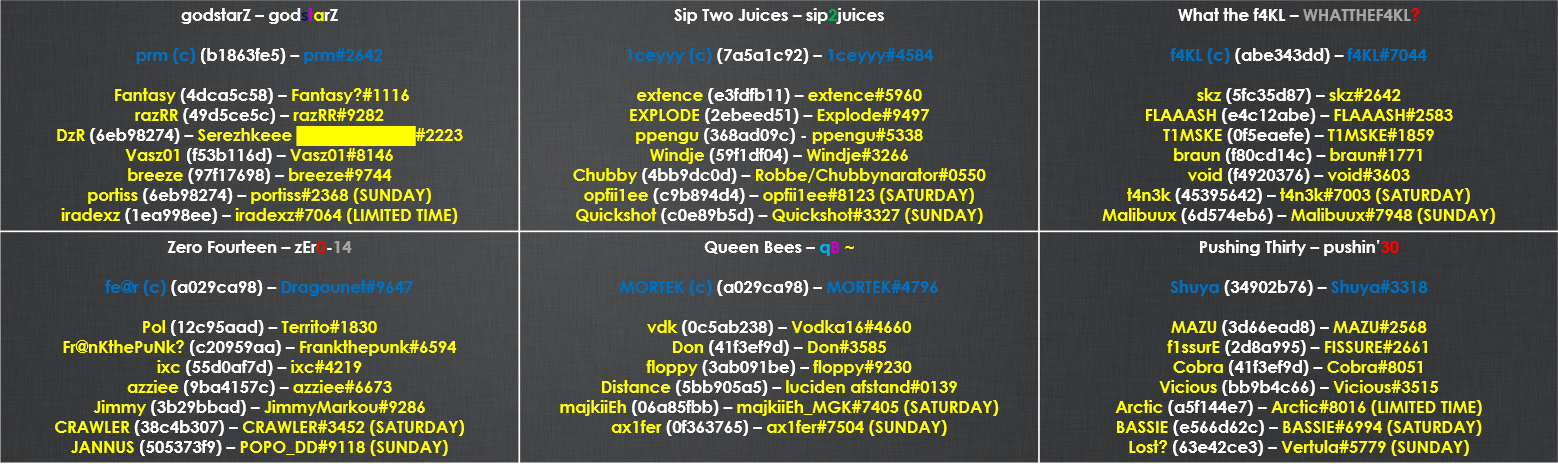 godstarZ – godstarZ
prm (c) (b1863fe5) – prm#2642
Fantasy (4dca5c58) – Fantasy?#1116
razRR (49d5ce5c) – razRR#9282
DzR (6eb98274) – Serezhkeee #2223
Vasz01 (f53b116d) – Vasz01#8146
breeze (97f17698) – breeze#9744
portiss (6eb98274) – portiss#2368 (SUNDAY)
iradexz (1ea998ee) – iradexz#7064 (LIMITED TIME)
Sip Two Juices – sip2juices
1ceyyy (c) (7a5a1c92) – 1ceyyy#4584
extence (e3fdfb11) – extence#5960
EXPLODE (2ebeed51) – Explode#9497
ppengu (368ad09c) - ppengu#5338
Windje (59f1df04) – Windje#3266
Chubby (4bb9dc0d) – Robbe/Chubbynarator#0550
opfii1ee (c9b894d4) – opfii1ee#8123 (SATURDAY)
Quickshot (c0e89b5d) – Quickshot#3327 (SUNDAY)
What the f4KL – WHATTHEF4KL?
f4KL (c) (abe343dd) – f4KL#7044
skz (5fc35d87) – skz#2642
FLAAASH (e4c12abe) – FLAAASH#2583
T1MSKE (0f5eaefe) – T1MSKE#1859
braun (f80cd14c) – braun#1771
void (f4920376) – void#3603
t4n3k (45395642) – t4n3k#7003 (SATURDAY)
Malibuux (6d574eb6) – Malibuux#7948 (SUNDAY)
Zero Fourteen – zEr0-14
fe@r (c) (a029ca98) – Dragounet#9647
Pol (12c95aad) – Territo#1830
Fr@nKthePuNk? (c20959aa) – Frankthepunk#6594
ixc (55d0af7d) – ixc#4219
azziee (9ba4157c) – azziee#6673
Jimmy (3b29bbad) – JimmyMarkou#9286
CRAWLER (38c4b307) – CRAWLER#3452 (SATURDAY)
JANNUS (505373f9) – POPO_DD#9118 (SUNDAY)
Queen Bees – qB ~
MORTEK (c) (a029ca98) – MORTEK#4796
vdk (0c5ab238) – Vodka16#4660
Don (41f3ef9d) – Don#3585
floppy (3ab091be) – floppy#9230
Distance (5bb905a5) – luciden afstand#0139
majkiiEh (06a85fbb) – majkiiEh_MGK#7405 (SATURDAY)
ax1fer (0f363765) – ax1fer#7504 (SUNDAY)
Pushing Thirty – pushin'30
Shuya (34902b76) – Shuya#3318
MAZU (3d66ead8) – MAZU#2568
f1ssurE (2d8a995) – FISSURE#2661
Cobra (41f3ef9d) – Cobra#8051
Vicious (bb9b4c66) – Vicious#3515
Arctic (a5f144e7) – Arctic#8016 (LIMITED TIME)
BASSIE (e566d62c) – BASSIE#6994 (SATURDAY)
Lost? (63e42ce3) – Vertula#5779 (SUNDAY)